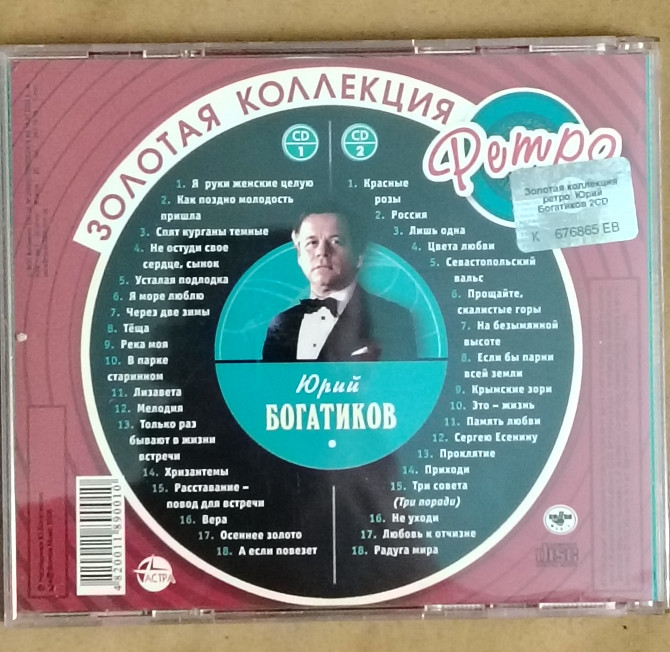 ЗОЛОТАЯ КОЛЛЕКЦИЯ
Ретро
Золотая коллекция
ретро: Юрий
Богатиков 2CD
К 676865 ЕВ
CD
1
1. Я руки женские целую
2. Как поздно молодость
пришла
3. Спят курганы темные
4. Не остуди свое
сердце, сынок
5. Усталая подлодка
6. Я море люблю
7. Через две зимы
8. Тёща
9. Река моя
10. В парке
старинном
11. Лизавета
12. Мелодия
13. Только раз
бывают в жизни
встречи
14. Хризантемы
15. Расставание –
повод для встречи
16. Вера
17. Осеннее золото
18. А если повезет
CD
2
1. Красные
розы
2. Россия
3. Лишь одна
4. Цвета любви
5. Севастопольский
вальс
6. Прощайте,
скалистые горы
7. На безымянной
высоте
8. Если бы парни
всей земли
9. Крымские зори
10. Это – жизнь
11. Память любви
12. Сергею Есенину
13. Проклятие
14. Приходи
15. Три совета
(Три поради)
16. Не уходи
17. Любовь к отчизне
18. Радуга мира
Юрий
БОГАТИКОВ
4820011890010
АСТРА